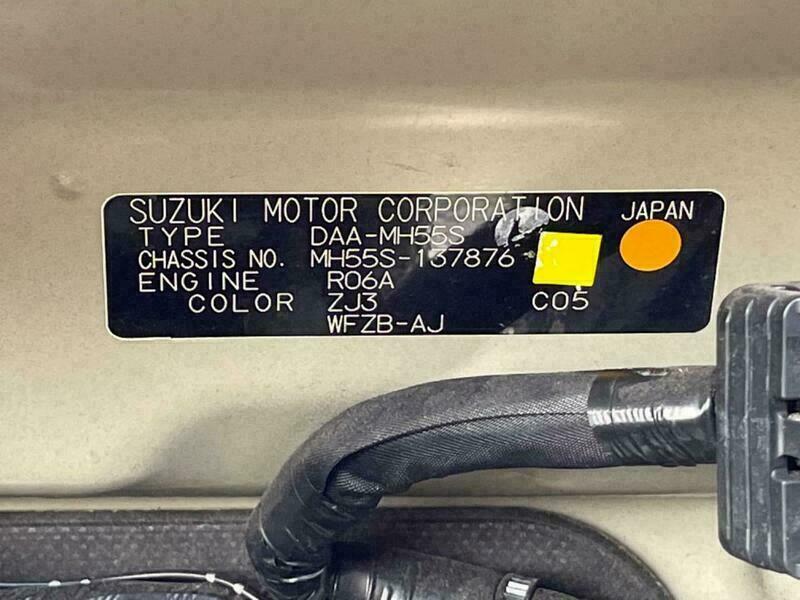 SUZUKI MOTOR CORPORATION JAPAN
TYPE DAA-MH55S
CHASSIS NO. MH55S-137876
ENGINE R06A
COLOR ZJ3 C05
WFZB-AJ